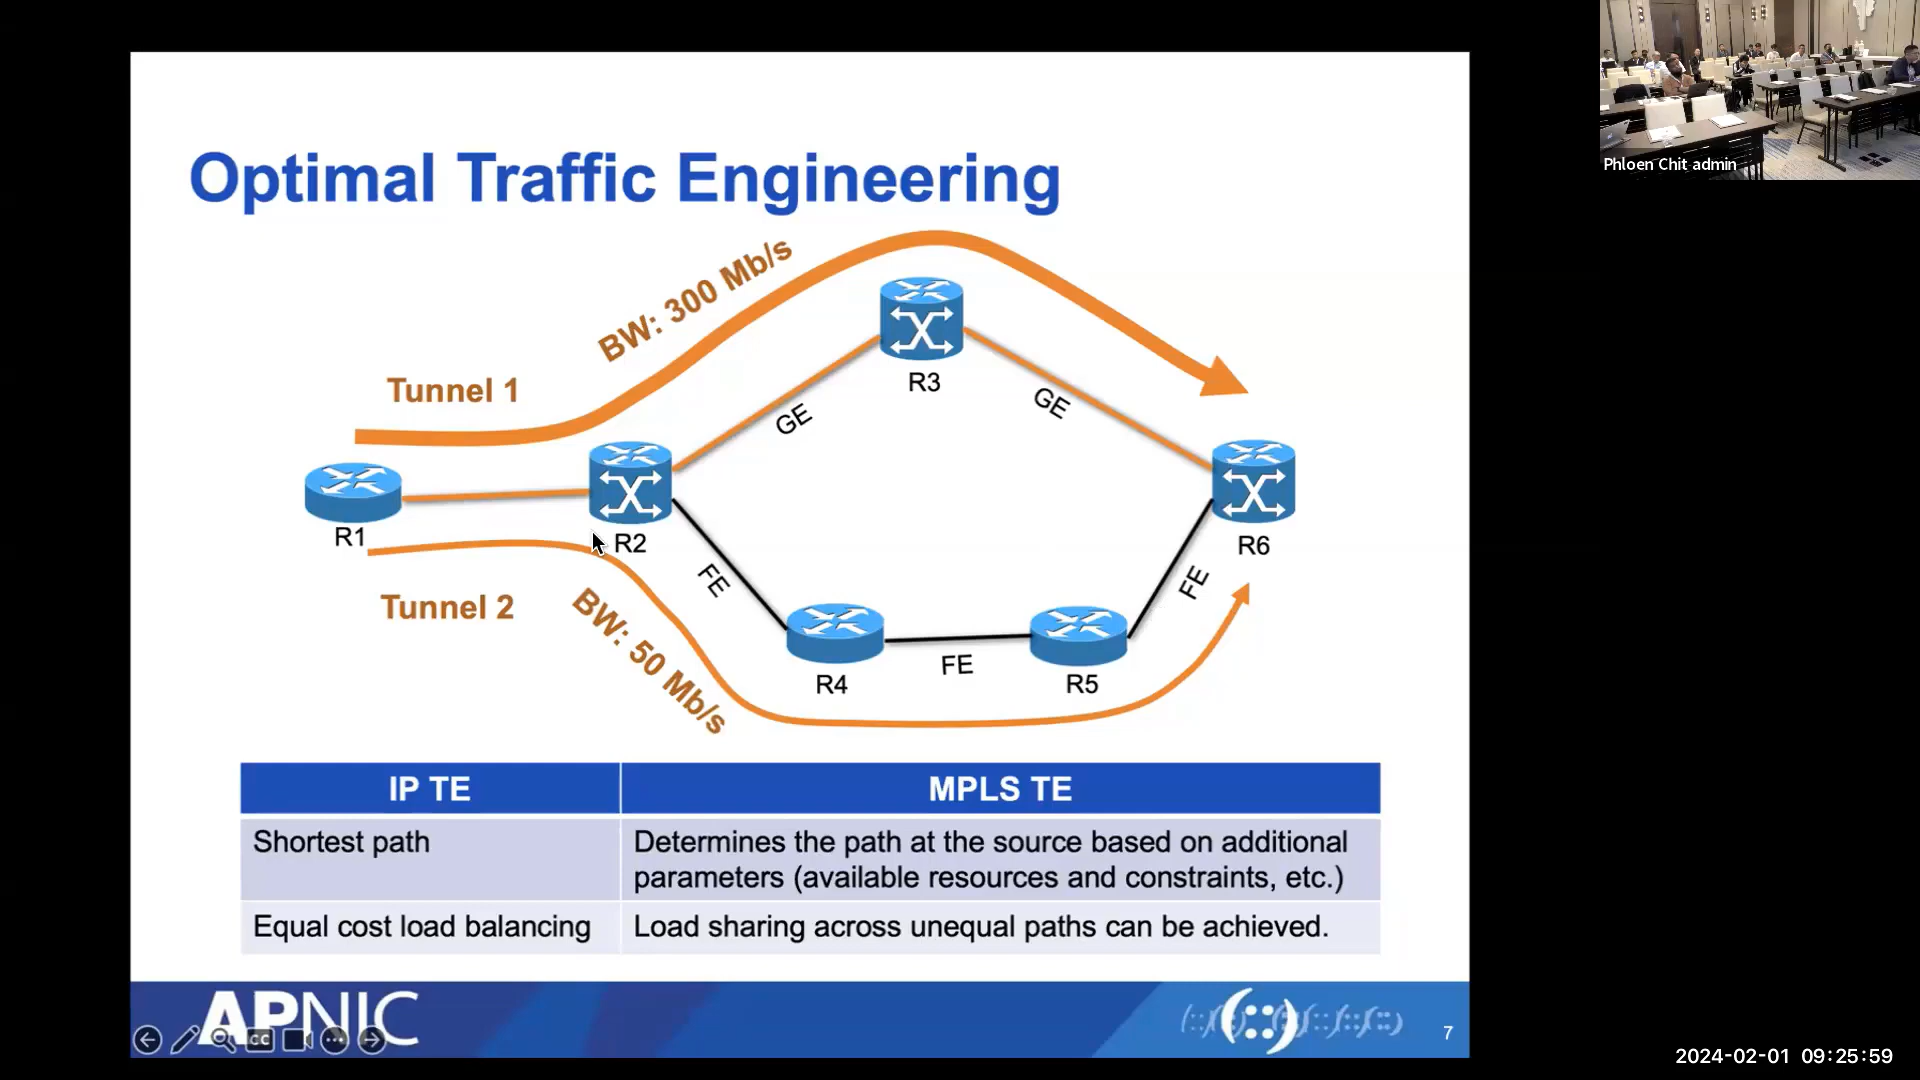 Optimal Traffic Engineering
BW: 300 Mb/s
Tunnel 1
R3
GE
GE
R1
R2
R6
FE
FE
Tunnel 2
BW: 50 Mb/s
R4
FE
R5
IP TE
MPLS TE
Shortest path
Determines the path at the source based on additional
parameters (available resources and constraints, etc.)
Equal cost load balancing
Load sharing across unequal paths can be achieved.
APNIC
CC
7
Phloen Chit admin
2024-02-01 09:25:59